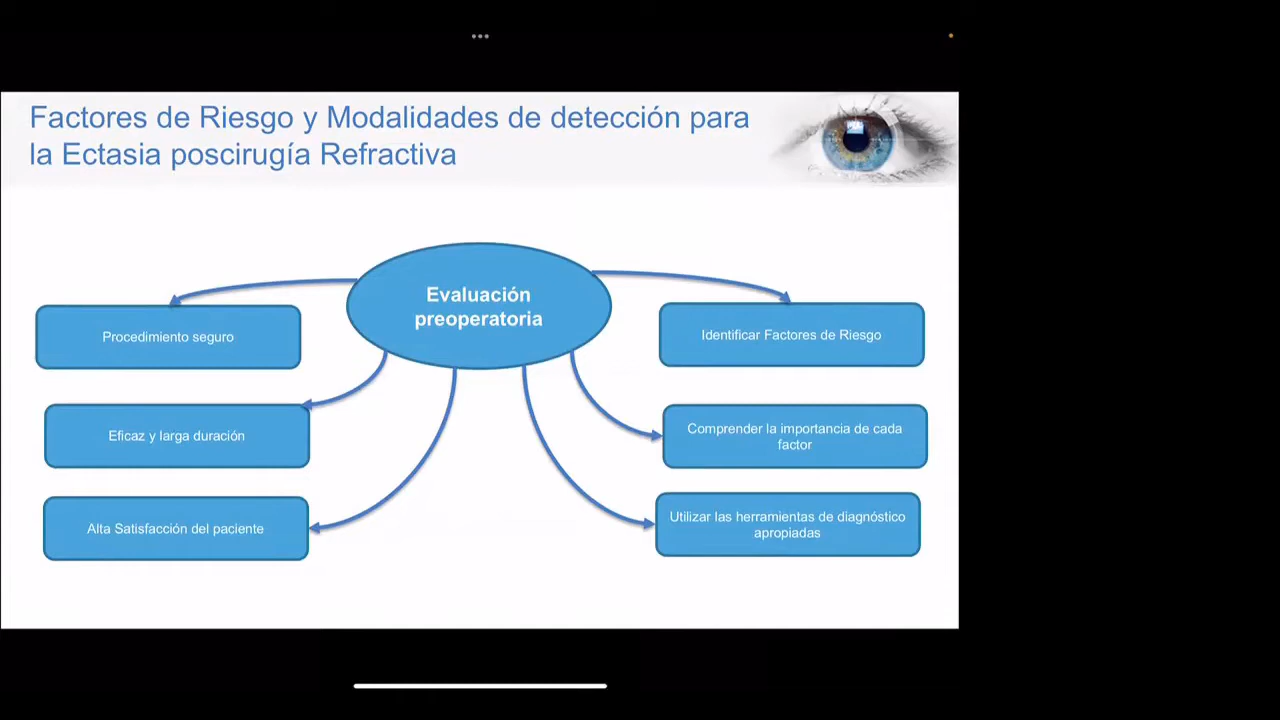 Factores de Riesgo y Modalidades de detección para
la Ectasia poscirugía Refractiva
Evaluación
preoperatoria
Procedimiento seguro
Eficaz y larga duración
Alta Satisfacción del paciente
Identificar Factores de Riesgo
Comprender la importancia de cada
factor
Utilizar las herramientas de diagnóstico
apropiadas